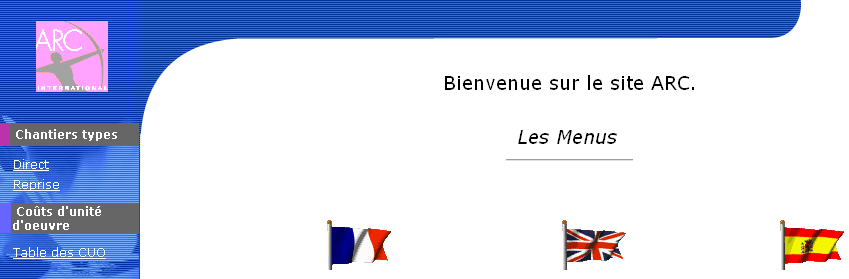 ARC
INTERNATIONAL
Chantiers types
Direct
Reprise
Coûts d'unité
d'oeuvre
Table des CUO
Bienvenue sur le site ARC.
Les Menus